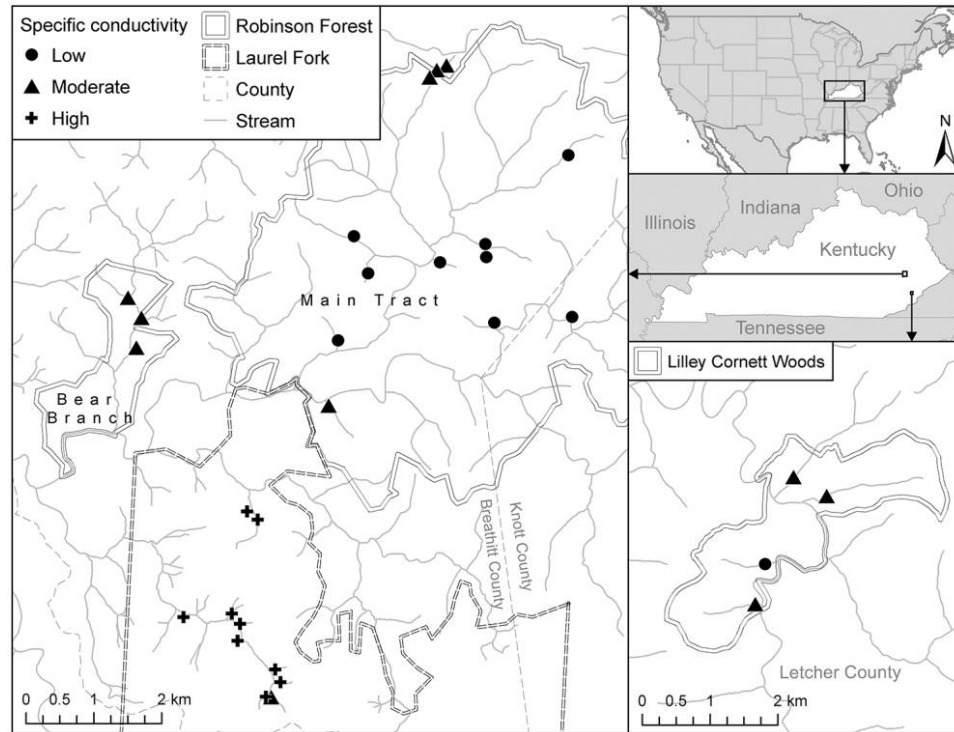 Specific conductivity
Low
Moderate
High
Robinson Forest
Laurel Fork
County
Stream
Main Tract
Bear
Branch
Knott County
Breathitt County
0 0.5 1 2 km
N
Ohio
Indiana
Illinois
Kentucky
Tennessee
Lilley Cornett Woods
Letcher County
0 0.5 1 2 km